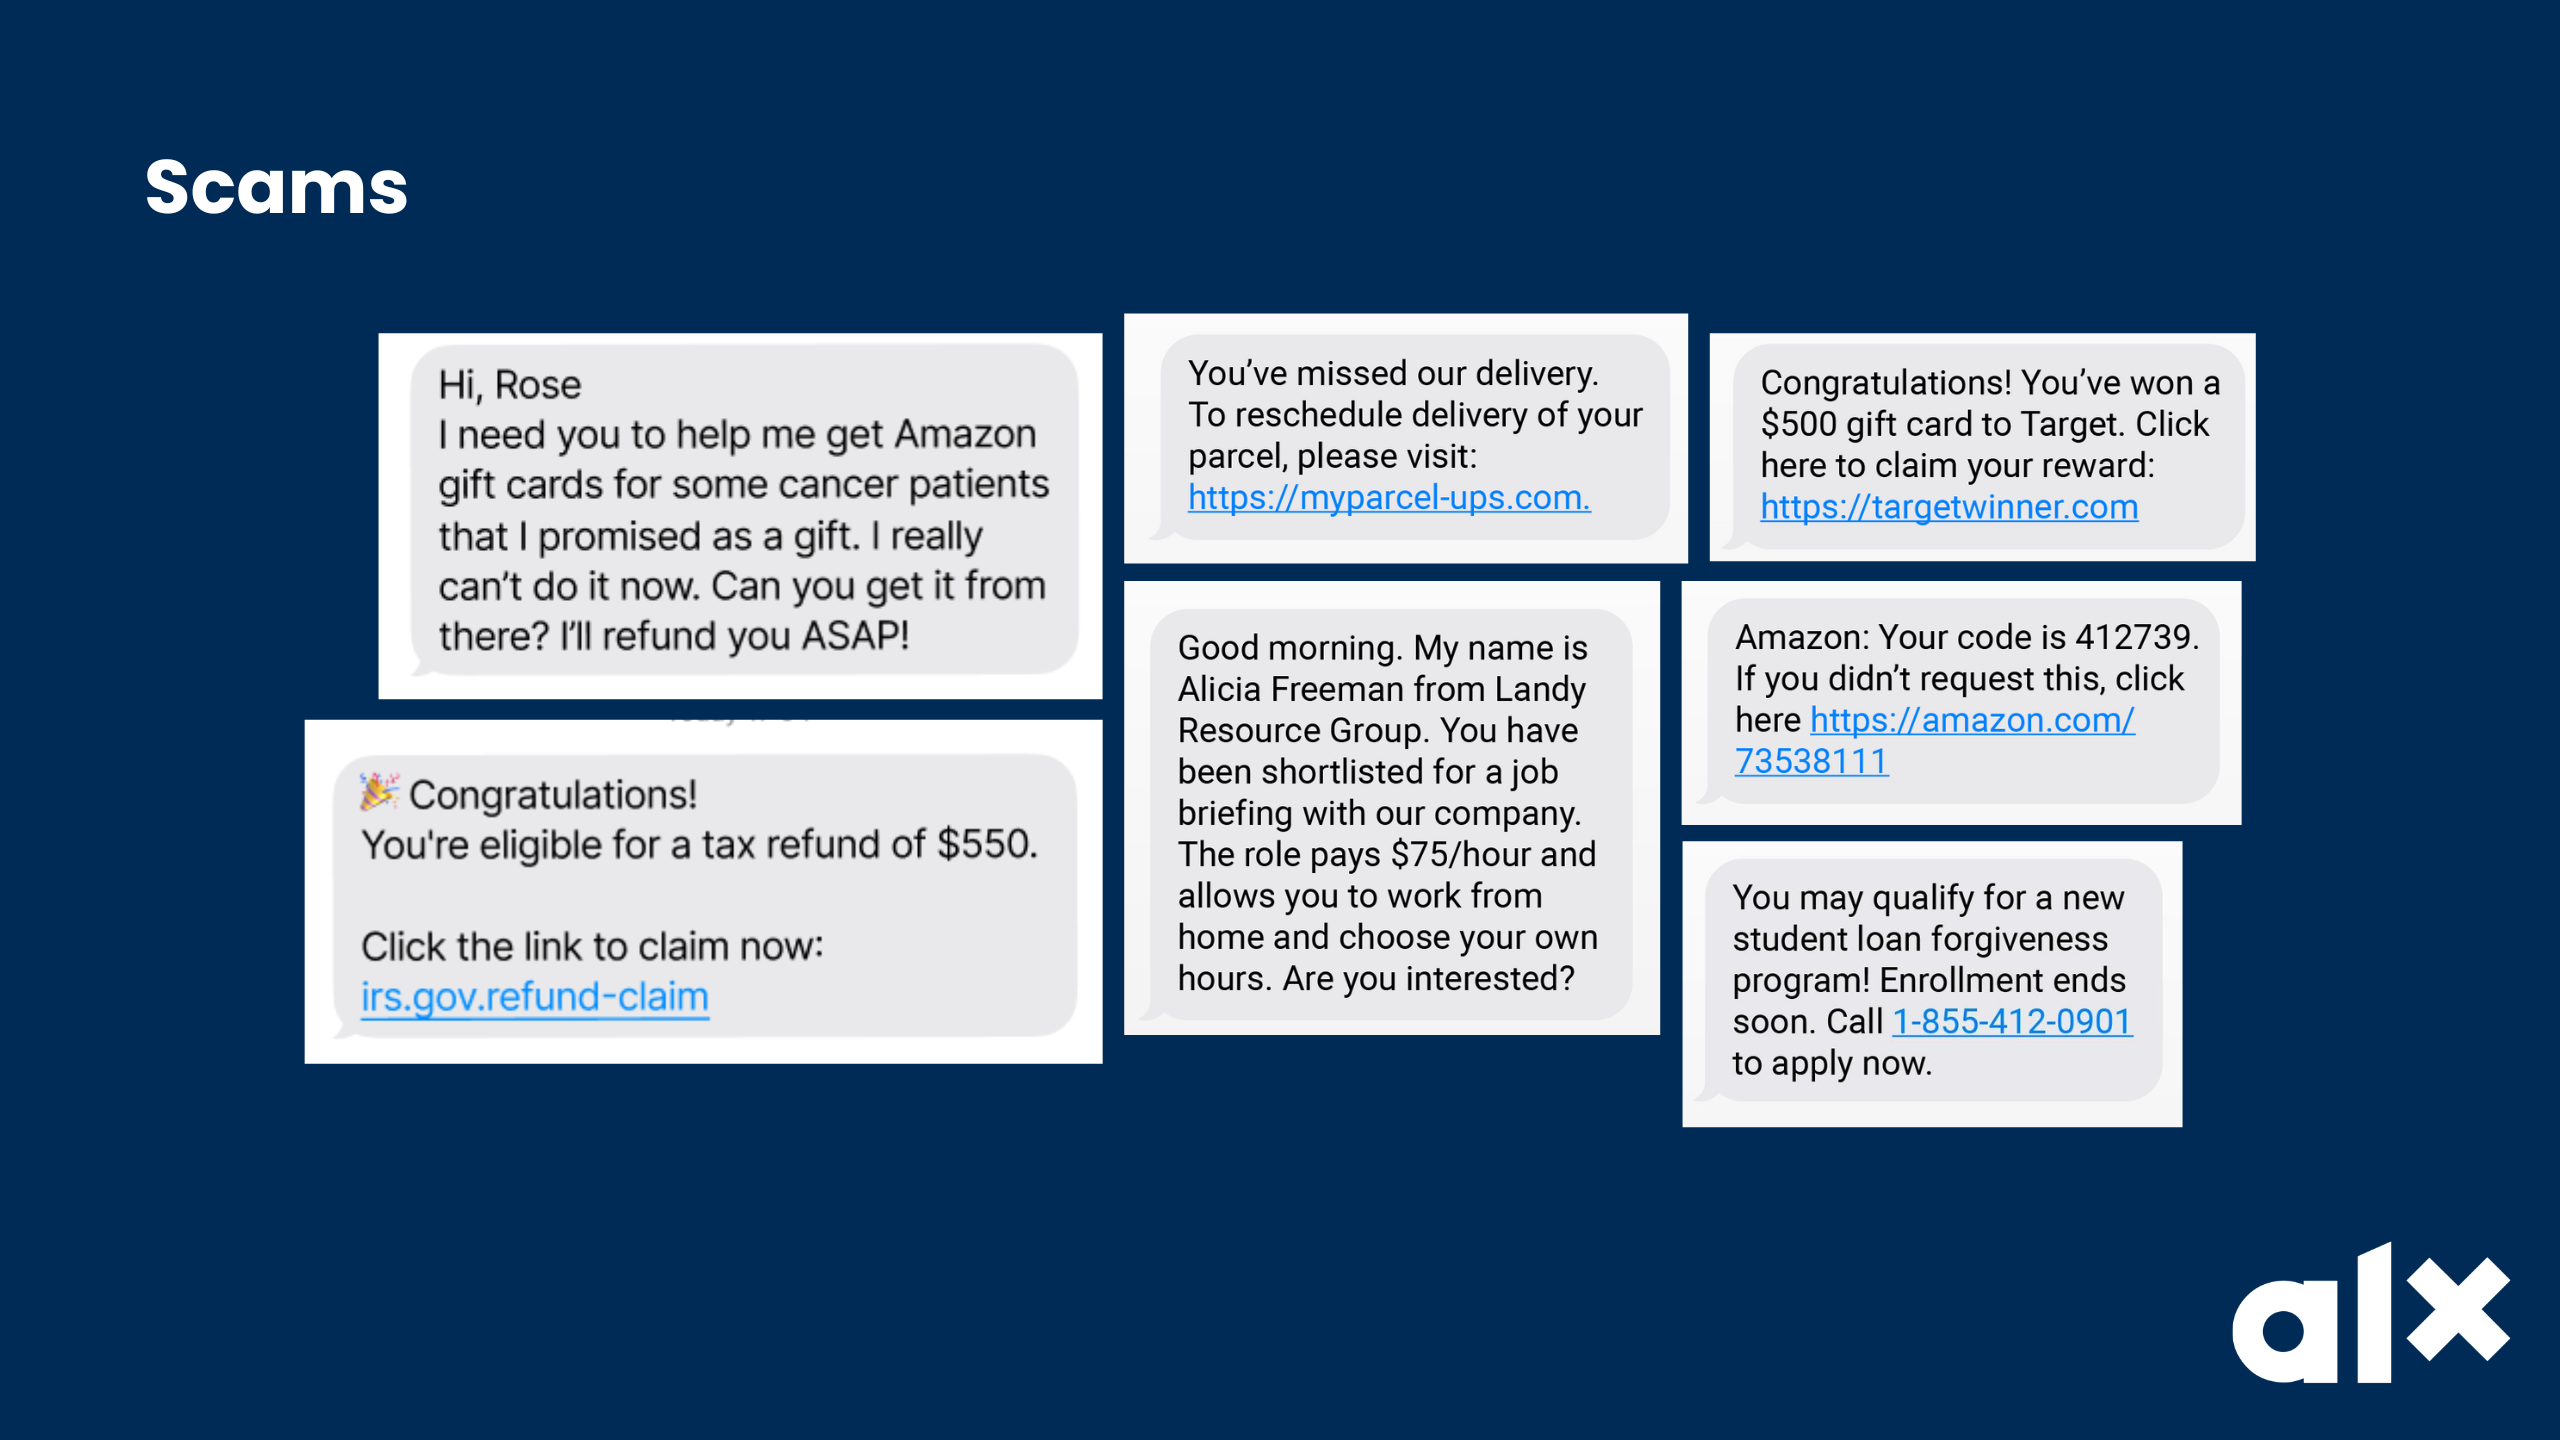 Scams
Hi, Rose
I need you to help me get Amazon
gift cards for some cancer patients
that I promised as a gift. I really
can't do it now. Can you get it from
there? I'll refund you ASAP!
🎉 Congratulations!
You're eligible for a tax refund of $550.
Click the link to claim now:
irs.gov.refund-claim
You've missed our delivery.
To reschedule delivery of your
parcel, please visit:
https://myparcel-ups.com.
Good morning. My name is
Alicia Freeman from Landy
Resource Group. You have
been shortlisted for a job
briefing with our company.
The role pays $75/hour and
allows you to work from
home and choose your own
hours. Are you interested?
Congratulations! You've won a
$500 gift card to Target. Click
here to claim your reward:
https://targetwinner.com
Amazon: Your code is 412739.
If you didn't request this, click
here https://amazon.com/
73538111
You may qualify for a new
student loan forgiveness
program! Enrollment ends
soon. Call 1-855-412-0901
to apply now.
alx